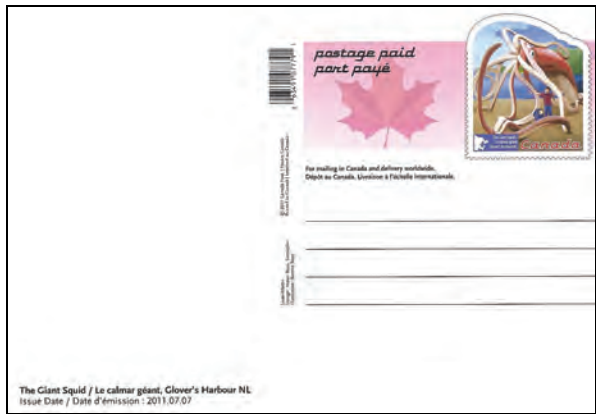 postage paid
port payé
Canada
For mailing in Canada and delivery worldwide.
Dépôt au Canada. Livraison à l'échelle internationale.
The Giant Squid / Le calmar géant, Glover's Harbour NL
Issue Date / Date d'émission : 2011.07.07